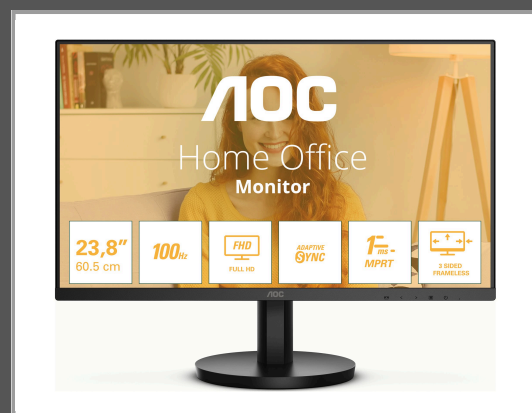 AOC
Home Office
Monitor
23,8"
60.5 cm
100Hz
FHD
FULL HD
ADAPTIVE
SYNC
1ms -
MPRT
3 SIDED
FRAMELESS
AOC